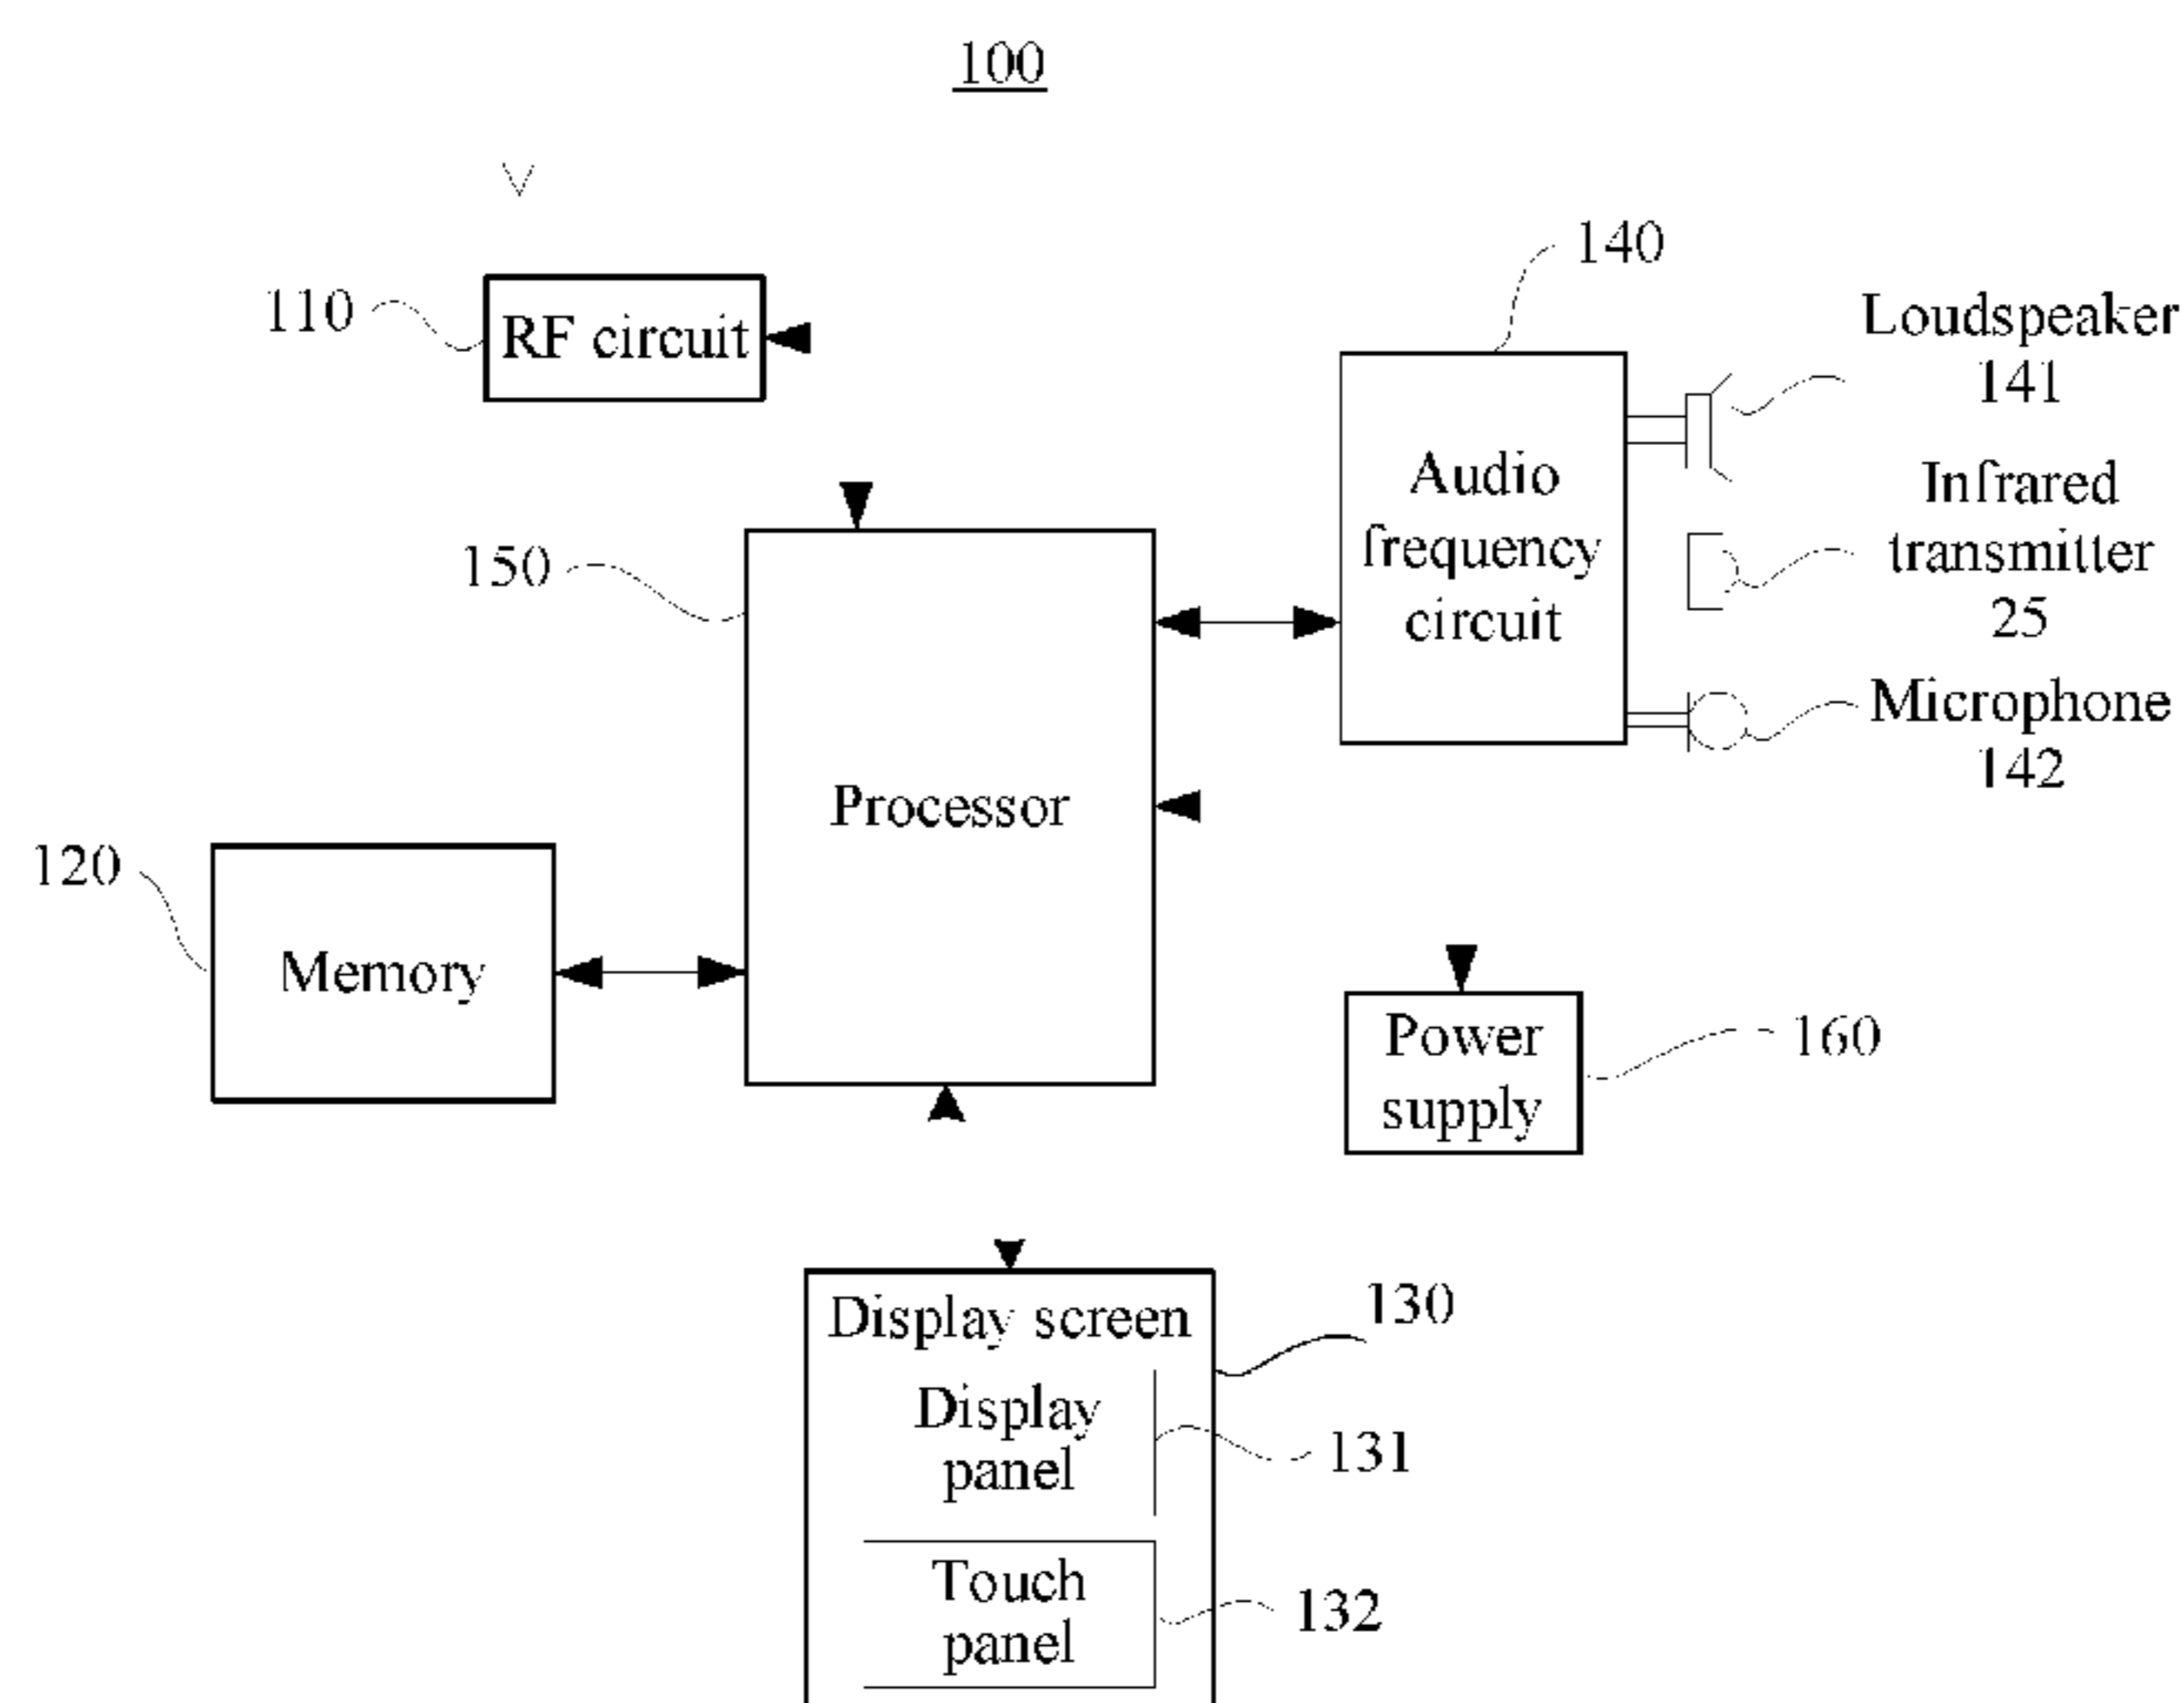 100
110
RF circuit
140
Loudspeaker
141
Audio
frequency
circuit
Infrared
transmitter
25
Microphone
142
150
Processor
120
Memory
Power
supply
160
Display screen
130
Display
panel
131
Touch
panel
132